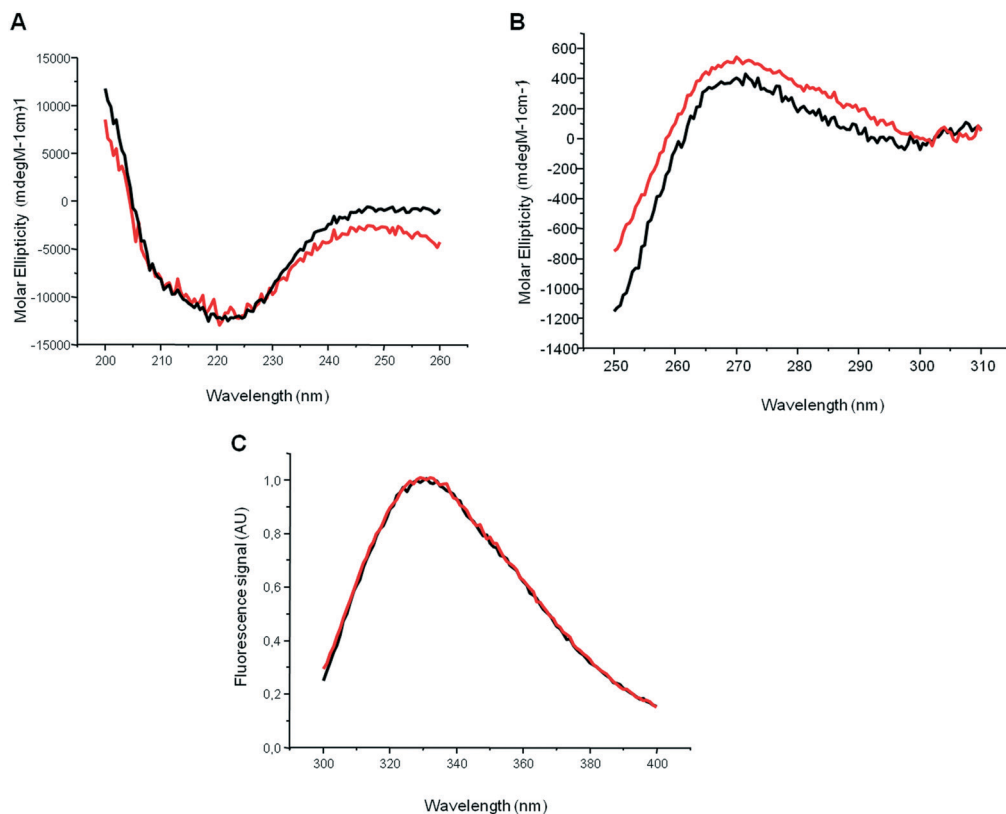 A
Molar Ellipticity (mdegM-1cm-)1
15000
10000
5000
0
-5000
-10000
-15000
200 210 220 230 240 250 260
Wavelength (nm)
B
Molar Ellipticity (mdegM-1cm-)
600
400
200
0
-200
-400
-600
-800
-1000
-1200
-1400
250 260 270 280 290 300 310
Wavelength (nm)
C
Fluorescence signal (AU)
1,0
0,8
0,6
0,4
0,2
0,0
300 320 340 360 380 400
Wavelength (nm)